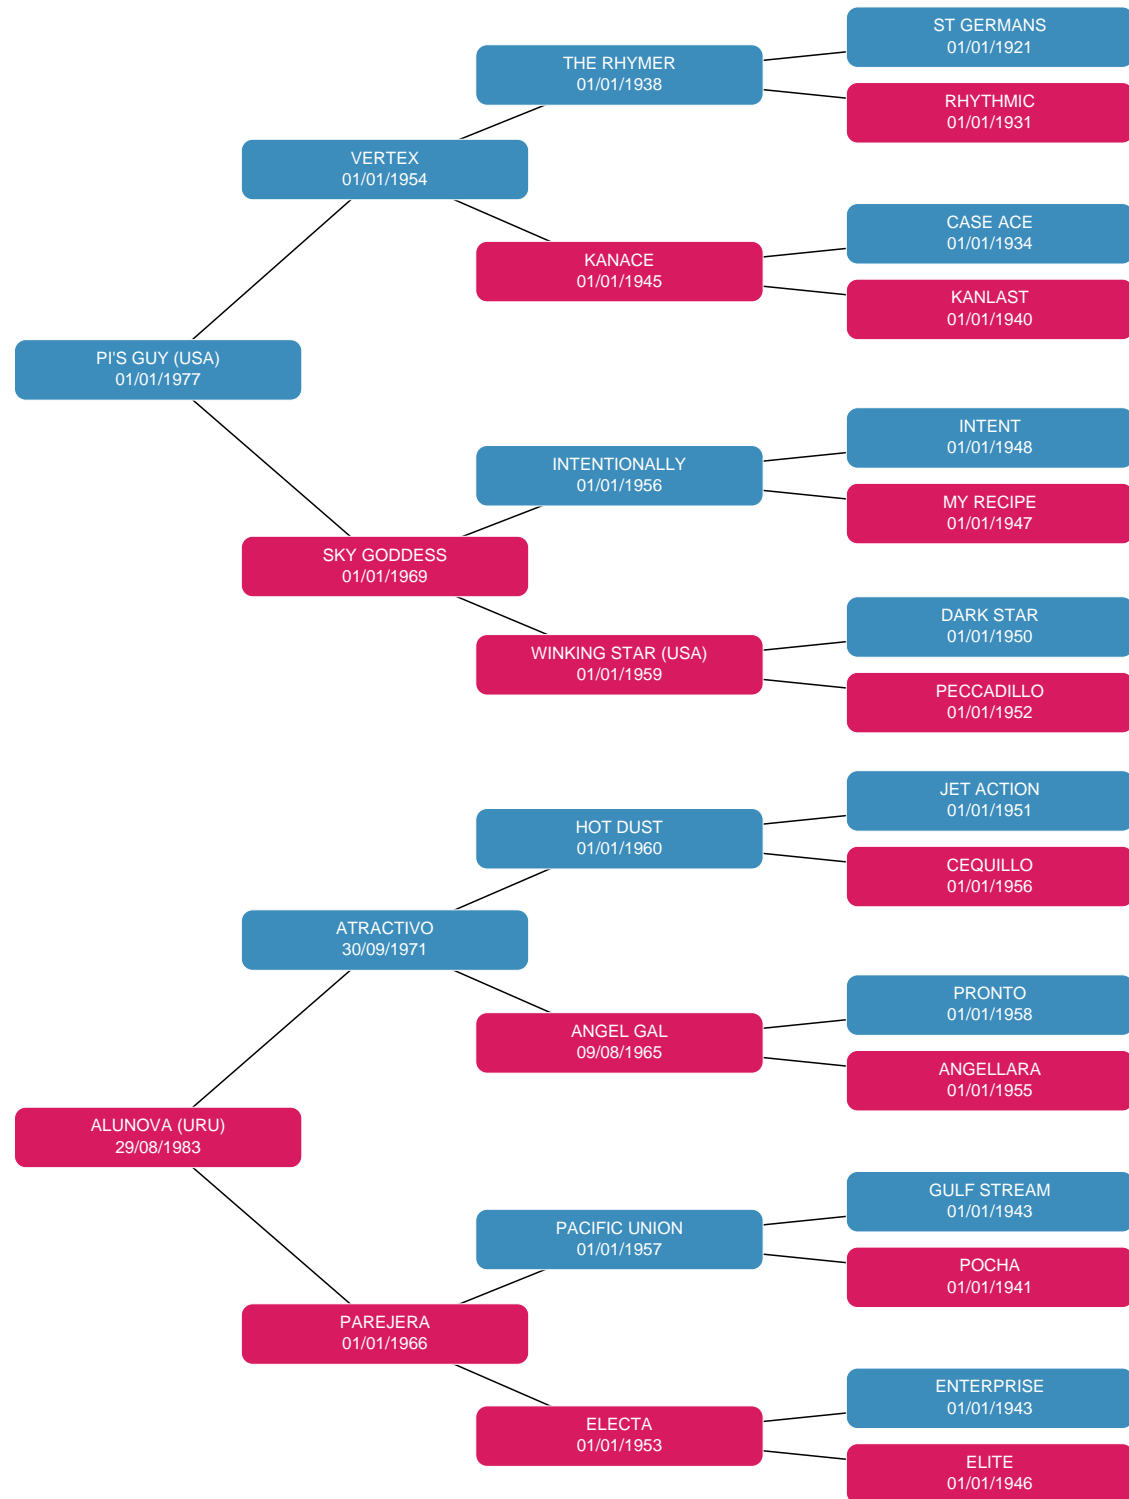 ST GERMANS
01/01/1921
THE RHYMER
01/01/1938
RHYTHMIC
01/01/1931
VERTEX
01/01/1954
CASE ACE
01/01/1934
KANACE
01/01/1945
KANLAST
01/01/1940
PI'S GUY (USA)
01/01/1977
INTENT
01/01/1948
INTENTIONALLY
01/01/1956
MY RECIPE
01/01/1947
SKY GODDESS
01/01/1969
DARK STAR
01/01/1950
WINKING STAR (USA)
01/01/1959
PECCADILLO
01/01/1952
JET ACTION
01/01/1951
HOT DUST
01/01/1960
CEQUILLO
01/01/1956
ATRACTIVO
30/09/1971
PRONTO
01/01/1958
ANGEL GAL
09/08/1965
ANGELLARA
01/01/1955
ALUNOVA (URU)
29/08/1983
GULF STREAM
01/01/1943
PACIFIC UNION
01/01/1957
POCHA
01/01/1941
PAREJERA
01/01/1966
ENTERPRISE
01/01/1943
ELECTA
01/01/1953
ELITE
01/01/1946